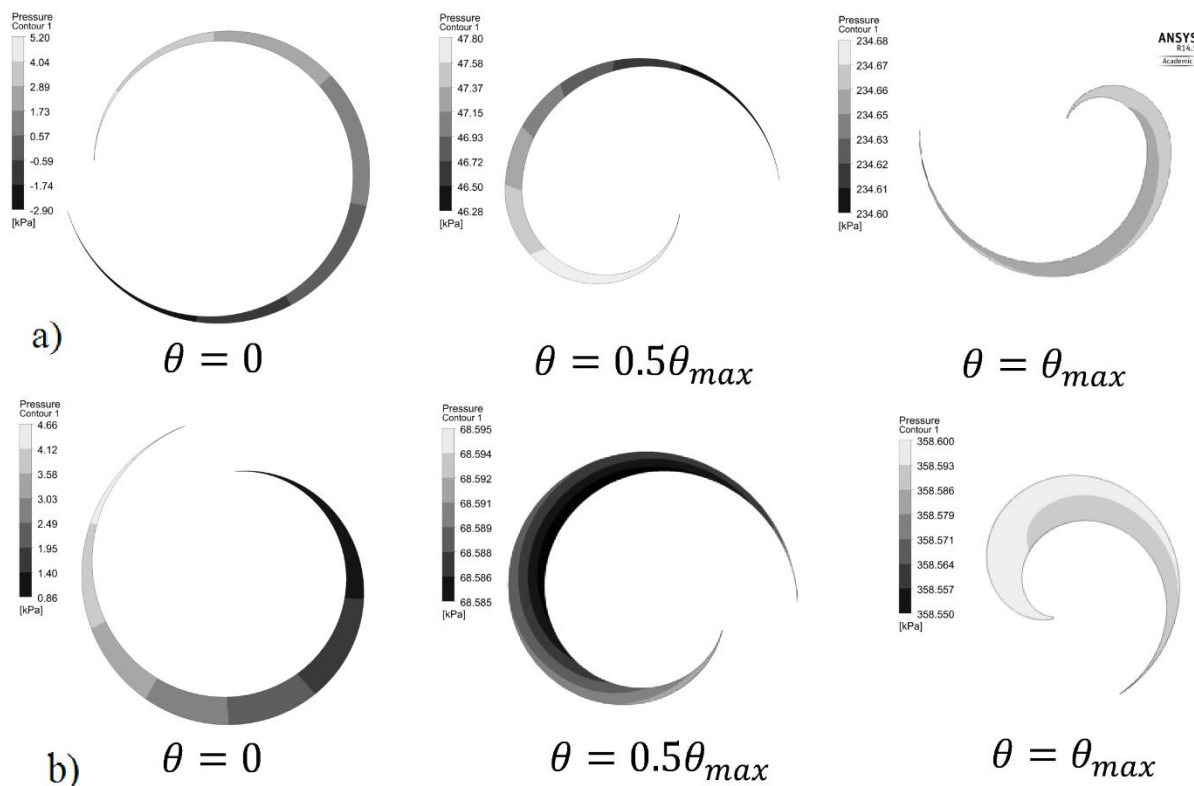 Pressure
Contour 1
5.20
4.04
2.89
1.73
0.57
-0.59
-1.74
-2.90
[kPa]
Pressure
Contour 1
47.80
47.58
47.37
47.15
46.93
46.72
46.50
46.28
[kPa]
Pressure
Contour 1
234.68
234.67
234.66
234.65
234.63
234.62
234.61
234.60
[kPa]
ANSYS
R14.
Academic
a)
θ = 0
θ = 0.5θmax
θ = θmax
Pressure
Contour 1
4.66
4.12
3.58
3.03
2.49
1.95
1.40
0.86
[kPa]
Pressure
Contour 1
68.595
68.594
68.592
68.591
68.589
68.588
68.586
68.585
[kPa]
Pressure
Contour 1
358.600
358.593
358.586
358.579
358.571
358.564
358.557
358.550
[kPa]
b)
θ = 0
θ = 0.5θmax
θ = θmax